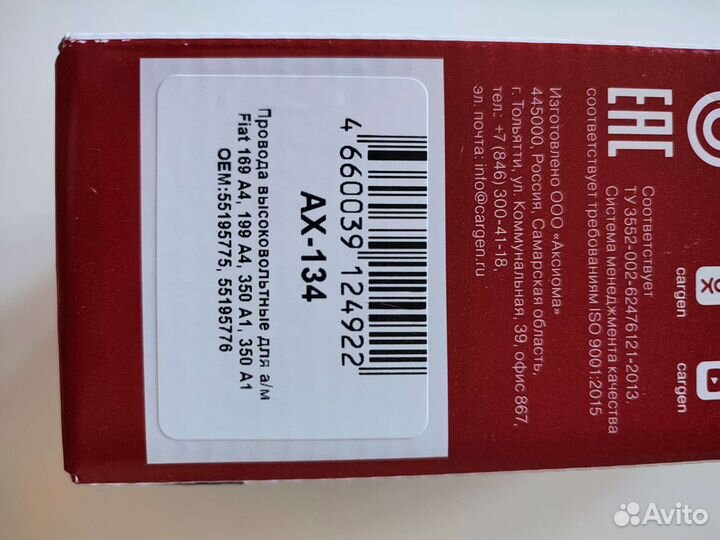 4 660039 124922
AX-134
Провода высоковольтные для а/м
Fiat 169 A4, 199 A4, 350 A1, 350 A1
OEM:55195775, 55195776
EAC
Соответствует
ТУ 3552-002-62476121-2013.
Система менеджмента качества
соответствует требованиям ISO 9001:2015
Изготовлено ООО «Аксиома»
445000, Россия, Самарская область,
г. Тольятти, ул. Коммунальная, 39, офис 867,
тел.: +7 (846) 300-41-18,
эл. почта: info@cargen.ru
cargen
cargen
Avito